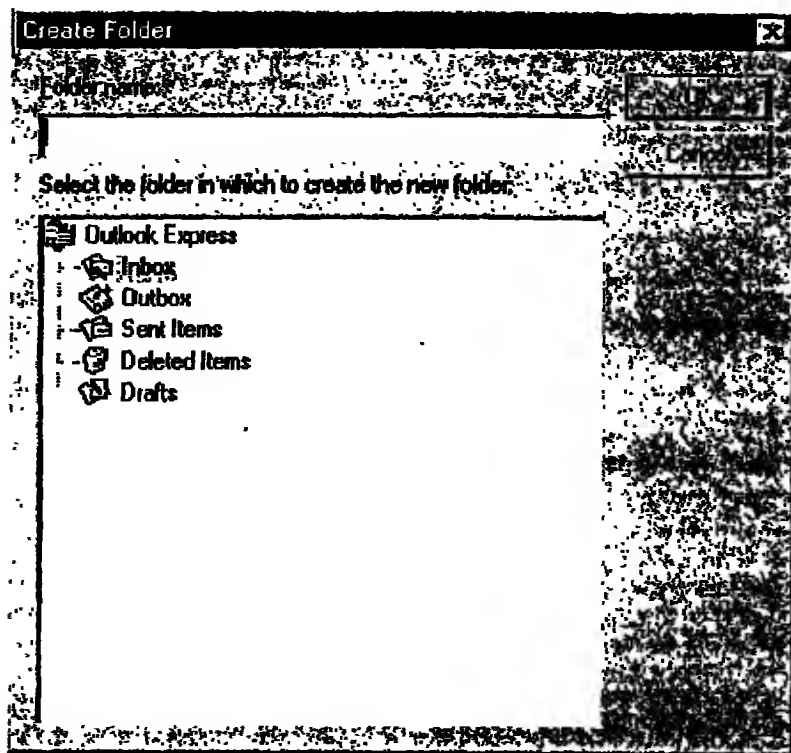 Create Folder
Folder name:
Select the folder in which to create the new folder:
Cancel
Outlook Express
Inbox
Outbox
Sent Items
Deleted Items
Drafts